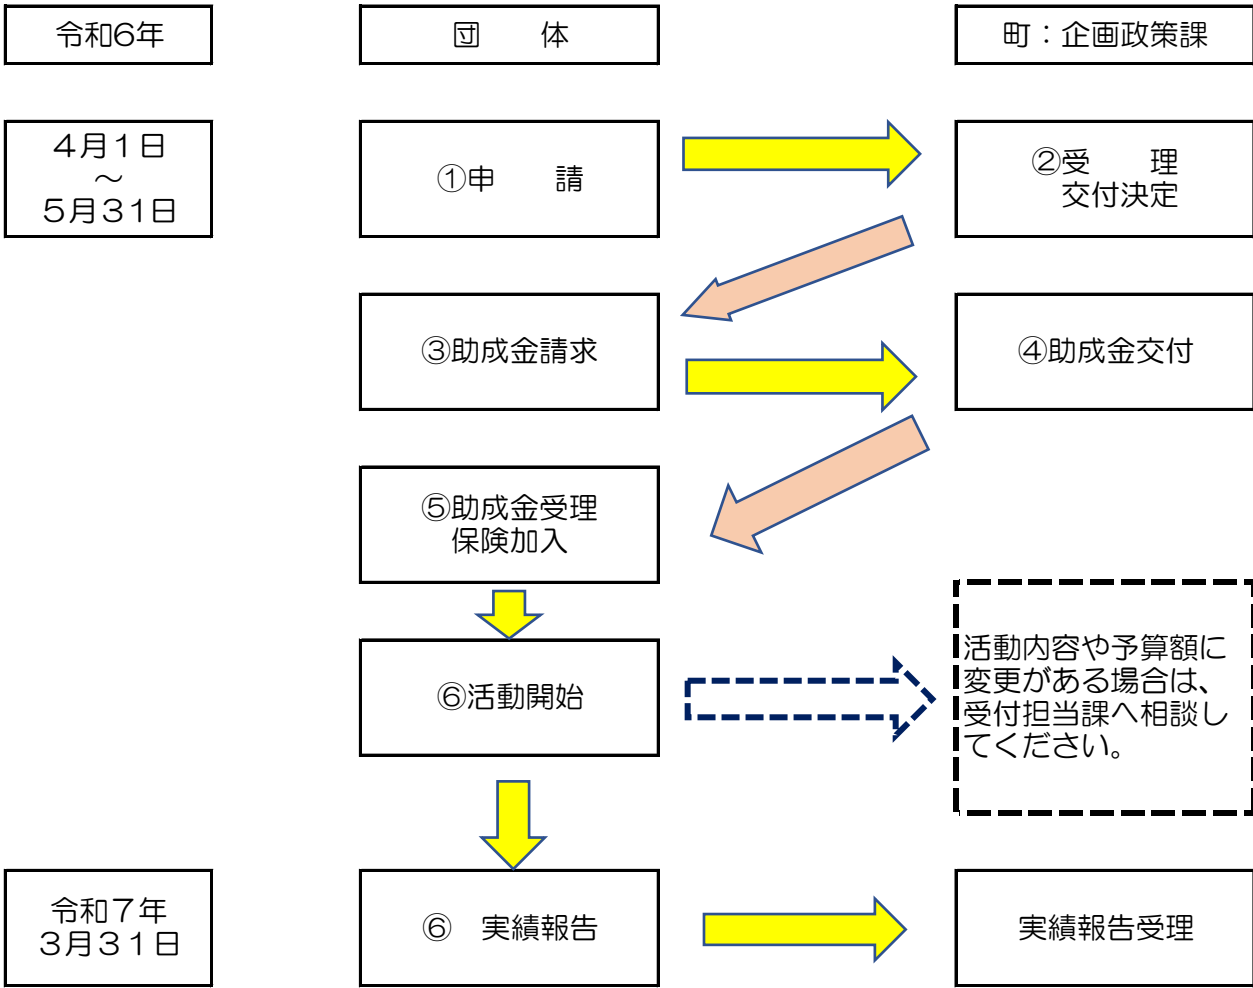 令和6年
団　　体
町：企画政策課
４月１日
～
５月３１日
①申　　請
②受　　理
交付決定
③助成金請求
④助成金交付
⑤助成金受理
保険加入
⑥活動開始
活動内容や予算額に
変更がある場合は、
受付担当課へ相談し
てください。
令和７年
３月３１日
⑥　実績報告
実績報告受理